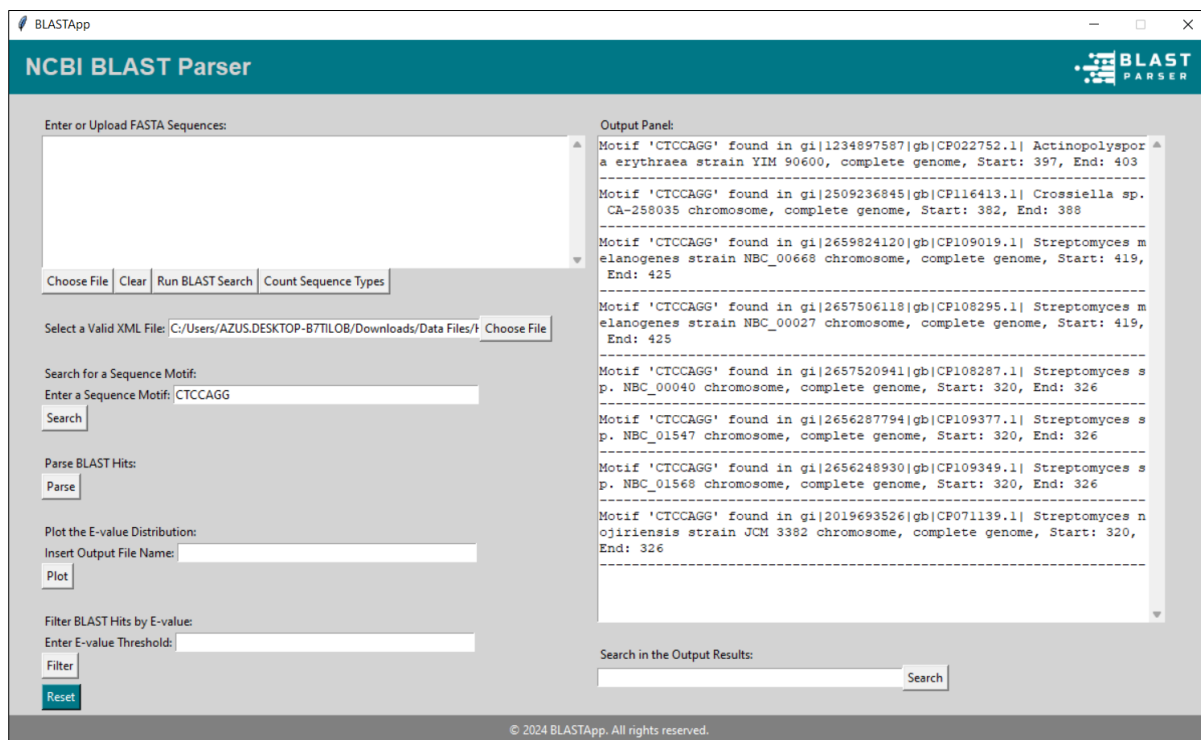 BLASTApp
NCBI BLAST Parser
BLAST
PARSER
Enter or Upload FASTA Sequences:
Choose File Clear Run BLAST Search Count Sequence Types
Select a Valid XML File: C:/Users/AZUS.DESKTOP-B7TILOB/Downloads/Data Files/ Choose File
Search for a Sequence Motif:
Enter a Sequence Motif: CTCCAGG
Search
Parse BLAST Hits:
Parse
Plot the E-value Distribution:
Insert Output File Name:
Plot
Filter BLAST Hits by E-value:
Enter E-value Threshold:
Filter
Reset
Output Panel:
Motif 'CTCCAGG' found in gi|1234897587|gb|CP022752.1| Actinopolyspor
a erythraea strain YIM 90600, complete genome, Start: 397, End: 403
--------------------------------------------------------------------
Motif 'CTCCAGG' found in gi|2509236845|gb|CP116413.1| Crossiella sp.
CA-258035 chromosome, complete genome, Start: 382, End: 388
--------------------------------------------------------------------
Motif 'CTCCAGG' found in gi|2659824120|gb|CP109019.1| Streptomyces m
elanogenes strain NBC_00668 chromosome, complete genome, Start: 419,
End: 425
--------------------------------------------------------------------
Motif 'CTCCAGG' found in gi|2657506118|gb|CP108295.1| Streptomyces m
elanogenes strain NBC_00027 chromosome, complete genome, Start: 419,
End: 425
--------------------------------------------------------------------
Motif 'CTCCAGG' found in gi|2657520941|gb|CP108287.1| Streptomyces s
p. NBC_00040 chromosome, complete genome, Start: 320, End: 326
--------------------------------------------------------------------
Motif 'CTCCAGG' found in gi|2656287794|gb|CP109377.1| Streptomyces s
p. NBC_01547 chromosome, complete genome, Start: 320, End: 326
--------------------------------------------------------------------
Motif 'CTCCAGG' found in gi|2656248930|gb|CP109349.1| Streptomyces s
p. NBC_01568 chromosome, complete genome, Start: 320, End: 326
--------------------------------------------------------------------
Motif 'CTCCAGG' found in gi|2019693526|gb|CP071139.1| Streptomyces n
ojiriensis strain JCM 3382 chromosome, complete genome, Start: 320,
End: 326
--------------------------------------------------------------------
Search in the Output Results:
Search
© 2024 BLASTApp. All rights reserved.